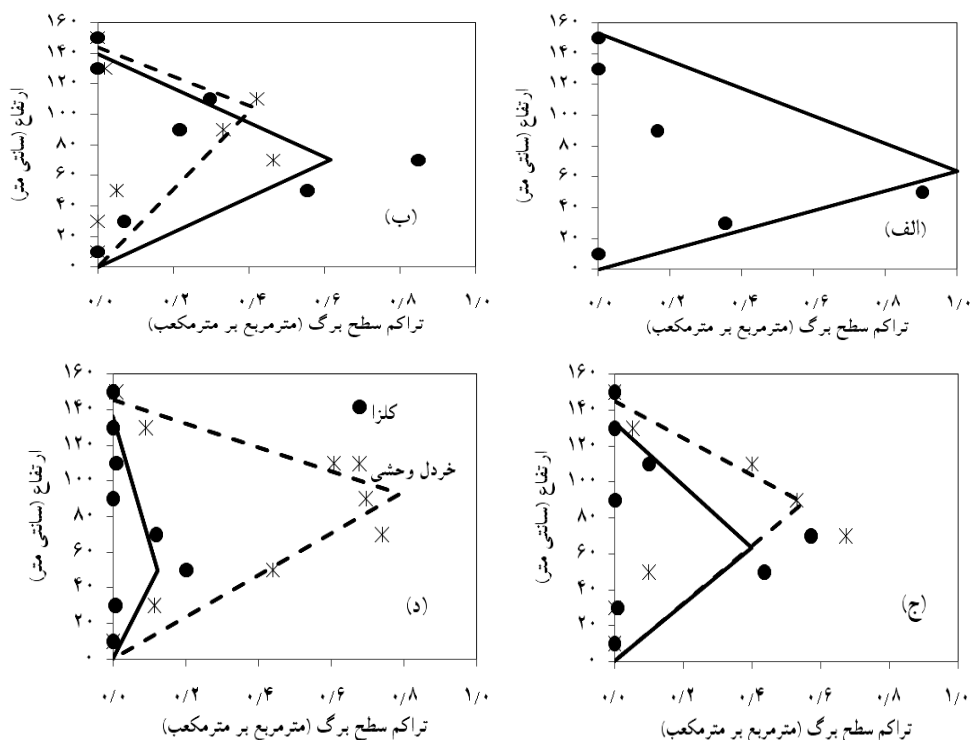 ۱۶۰
۱۴۰
۱۲۰
۱۰۰
۸۰
۶۰
۴۰
۲۰
۰
ارتفاع (سانتی متر)
(الف)
۰/۰ ۰/۲ ۰/۴ ۰/۶ ۰/۸ ۱/۰
تراکم سطح برگ (مترمربع بر مترمکعب)
۱۶۰
۱۴۰
۱۲۰
۱۰۰
۸۰
۶۰
۴۰
۲۰
۰
ارتفاع (سانتی متر)
(ب)
۰/۰ ۰/۲ ۰/۴ ۰/۶ ۰/۸ ۱/۰
تراکم سطح برگ (مترمربع بر مترمکعب)
۱۶۰
۱۴۰
۱۲۰
۱۰۰
۸۰
۶۰
۴۰
۲۰
۰
ارتفاع (سانتی متر)
(ج)
۰/۰ ۰/۲ ۰/۴ ۰/۶ ۰/۸ ۱/۰
تراکم سطح برگ (مترمربع بر مترمکعب)
۱۶۰
۱۴۰
۱۲۰
۱۰۰
۸۰
۶۰
۴۰
۲۰
۰
ارتفاع (سانتی متر)
کلزا
خردل وحشی
(د)
۰/۰ ۰/۲ ۰/۴ ۰/۶ ۰/۸ ۱/۰
تراکم سطح برگ (مترمربع بر مترمکعب)